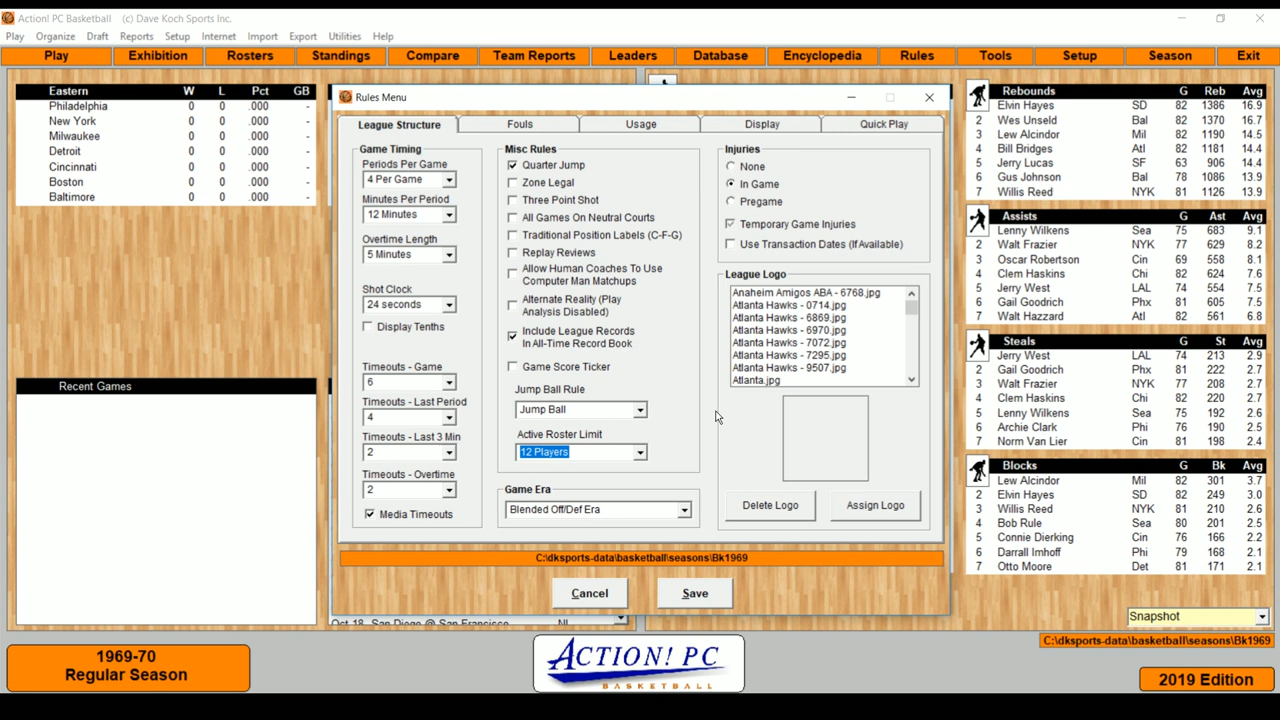 Action! PC Basketball (c) Dave Koch Sports Inc.
Play Organize Draft Reports Setup Internet Import Export Utilities Help
Play Exhibition Rosters Standings Compare Team Reports Leaders Database Encyclopedia Rules Tools Setup Season Exit
Eastern W L Pct GB
Philadelphia 0 0 .000 -
New York 0 0 .000 -
Milwaukee 0 0 .000 -
Detroit 0 0 .000 -
Cincinnati 0 0 .000 -
Boston 0 0 .000 -
Baltimore 0 0 .000 -
Recent Games
Rules Menu
League Structure Fouls Usage Display Quick Play
Game Timing
Periods Per Game
4 Per Game
Minutes Per Period
12 Minutes
Overtime Length
5 Minutes
Shot Clock
24 seconds
Display Tenths
Timeouts - Game
6
Timeouts - Last Period
4
Timeouts - Last 3 Min
2
Timeouts - Overtime
2
Media Timeouts
Misc Rules
Quarter Jump
Zone Legal
Three Point Shot
All Games On Neutral Courts
Traditional Position Labels (C-F-G)
Replay Reviews
Allow Human Coaches To Use
Computer Man Matchups
Alternate Reality (Play
Analysis Disabled)
Include League Records
In All-Time Record Book
Game Score Ticker
Jump Ball Rule
Jump Ball
Active Roster Limit
12 Players
Game Era
Blended Off/Def Era
Injuries
None
In Game
Pregame
Temporary Game Injuries
Use Transaction Dates (If Available)
League Logo
Anaheim Amigos ABA - 6768.jpg
Atlanta Hawks - 0714.jpg
Atlanta Hawks - 6869.jpg
Atlanta Hawks - 6970.jpg
Atlanta Hawks - 7072.jpg
Atlanta Hawks - 7295.jpg
Atlanta Hawks - 9507.jpg
Atlanta.jpg
Delete Logo Assign Logo
C:\dksports-data\basketball\seasons\Bk1969
Cancel Save
Oct 18, San Diego @ San Francisco
Rebounds G Reb Avg
Elvin Hayes SD 82 1386 16.9
2 Wes Unseld Bal 82 1370 16.7
3 Lew Alcindor Mil 82 1190 14.5
4 Bill Bridges Atl 82 1181 14.4
5 Jerry Lucas SF 63 906 14.4
6 Gus Johnson Bal 78 1086 13.9
7 Willis Reed NYK 81 1126 13.9
Assists G Ast Avg
Lenny Wilkens Sea 75 683 9.1
2 Walt Frazier NYK 77 629 8.2
3 Oscar Robertson Cin 69 558 8.1
4 Clem Haskins Chi 82 624 7.6
5 Jerry West LAL 74 554 7.5
6 Gail Goodrich Phx 81 605 7.5
7 Walt Hazzard Atl 82 561 6.8
Steals G St Avg
Jerry West LAL 74 213 2.9
2 Gail Goodrich Phx 81 222 2.7
3 Walt Frazier NYK 77 208 2.7
4 Clem Haskins Chi 82 220 2.7
5 Lenny Wilkens Sea 75 192 2.6
6 Archie Clark Phi 76 190 2.5
7 Norm Van Lier Cin 81 198 2.4
Blocks G Bk Avg
Lew Alcindor Mil 82 301 3.7
2 Elvin Hayes SD 82 249 3.0
3 Willis Reed NYK 81 210 2.6
4 Bob Rule Sea 80 201 2.5
5 Connie Dierking Cin 76 166 2.2
6 Darrall Imhoff Phi 79 168 2.1
7 Otto Moore Det 81 171 2.1
Snapshot
C:\dksports-data\basketball\seasons\Bk1969
1969-70
Regular Season
ACTION! PC
BASKETBALL
2019 Edition